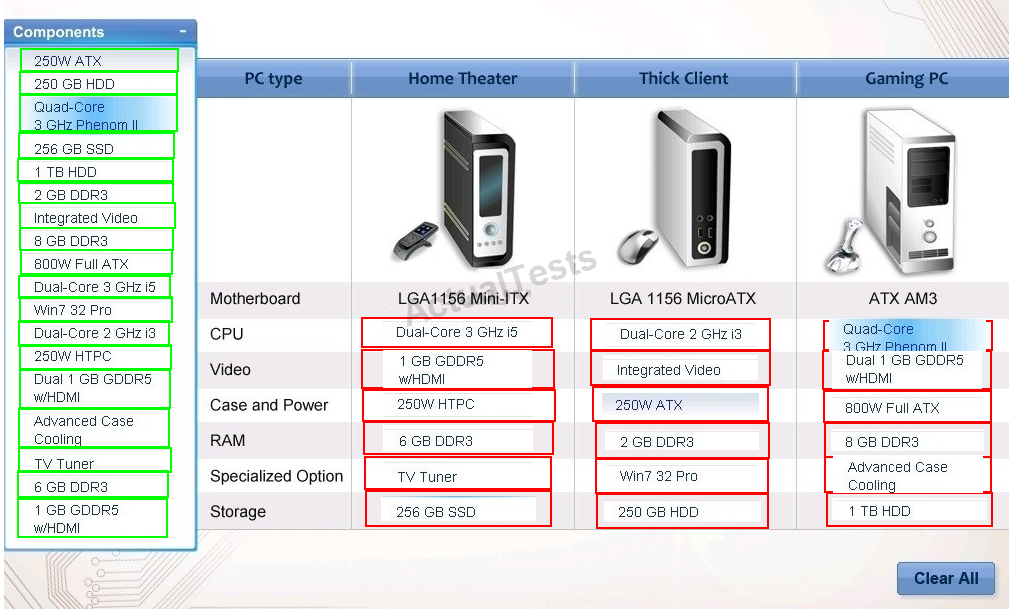 Components –
250W ATX
250 GB HDD
Quad-Core
3 GHz Phenom II
256 GB SSD
1 TB HDD
2 GB DDR3
Integrated Video
8 GB DDR3
800W Full ATX
Dual-Core 3 GHz i5
Win7 32 Pro
Dual-Core 2 GHz i3
250W HTPC
Dual 1 GB GDDR5
w/HDMI
Advanced Case
Cooling
TV Tuner
6 GB DDR3
1 GB GDDR5
w/HDMI
PC type Home Theater Thick Client Gaming PC
ActualTests
Motherboard LGA1156 Mini-ITX LGA 1156 MicroATX ATX AM3
CPU Dual-Core 3 GHz i5 Dual-Core 2 GHz i3 Quad-Core
3 GHz Phenom II
Video 1 GB GDDR5 Integrated Video Dual 1 GB GDDR5
w/HDMI w/HDMI
Case and Power 250W HTPC 250W ATX 800W Full ATX
RAM 6 GB DDR3 2 GB DDR3 8 GB DDR3
Specialized Option TV Tuner Win7 32 Pro Advanced Case
Cooling
Storage 256 GB SSD 250 GB HDD 1 TB HDD
Clear All